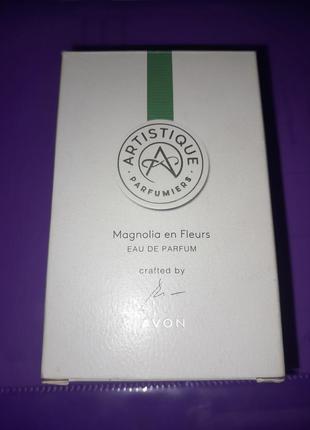 ARTISTIQUE
PARFUMIERS
Magnolia en Fleurs
EAU DE PARFUM
crafted by
AVON